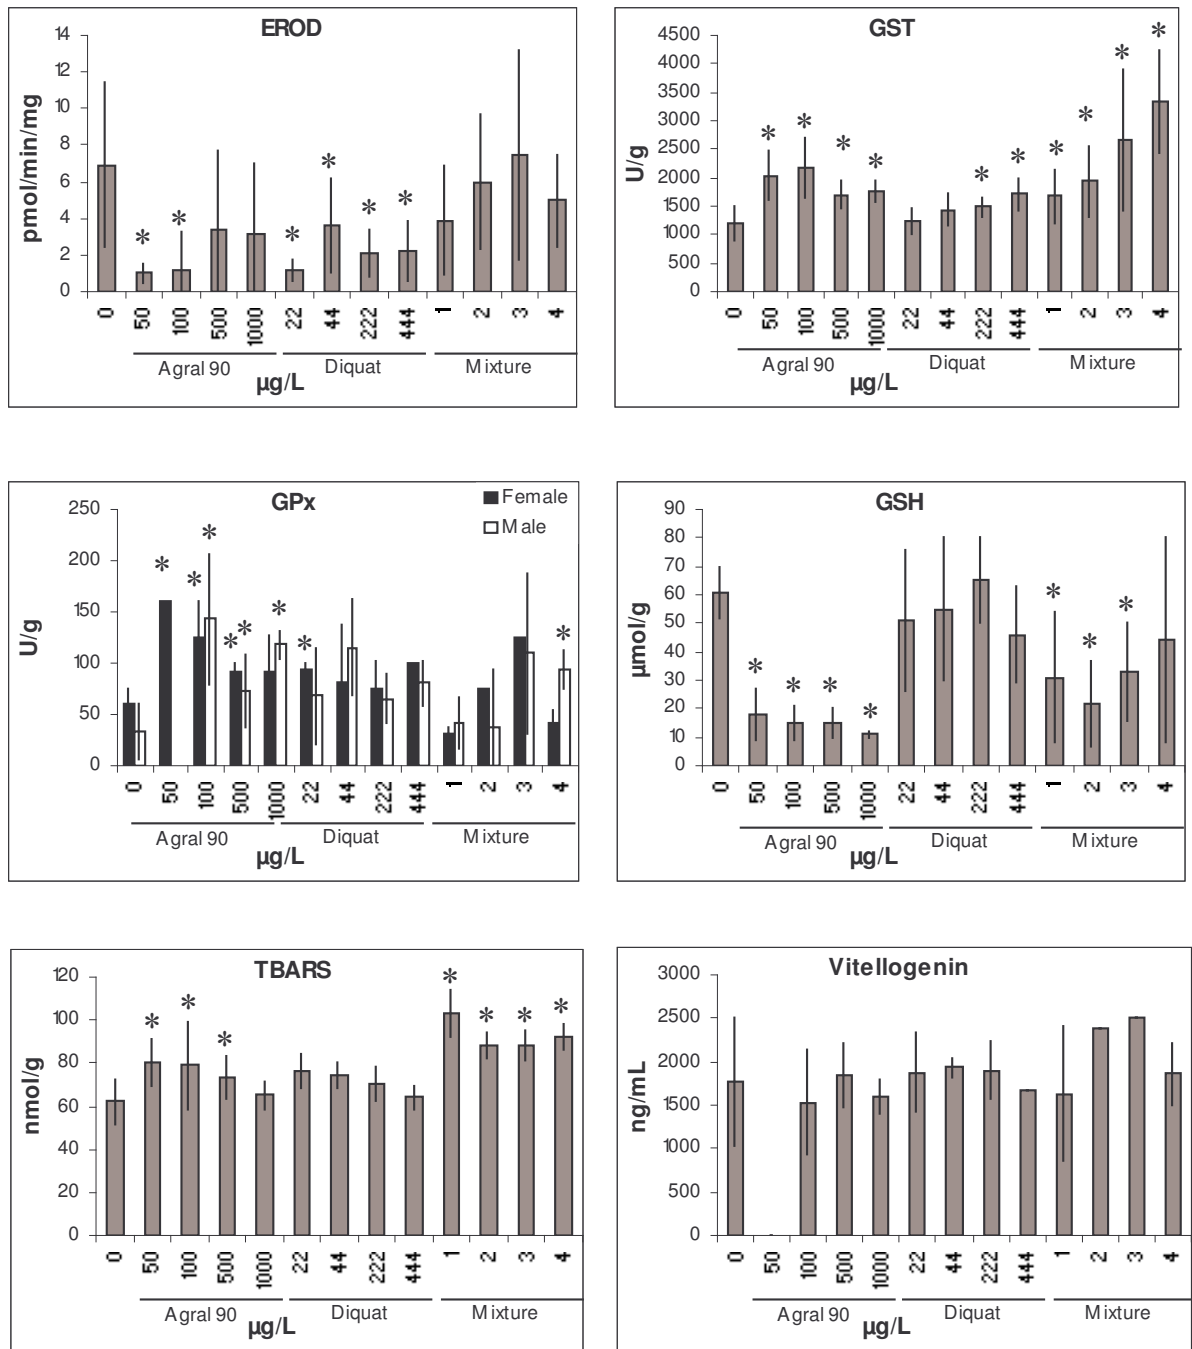 EROD
14
12
10
8
6
4
2
0
pmol/min/mg
* * * * * *
0 50 100 500 1000 22 44 222 444 1 2 3 4
Agral 90 Diquat Mixture
µg/L
GST
4500
4000
3500
3000
2500
2000
1500
1000
500
0
U/g
* * * * * * * * * *
0 50 100 500 1000 22 44 222 444 1 2 3 4
Agral 90 Diquat Mixture
µg/L
GPx
Female
Male
250
200
150
100
50
0
U/g
* * * * * * * *
0 50 100 500 1000 22 44 222 444 1 2 3 4
Agral 90 Diquat Mixture
µg/L
GSH
90
80
70
60
50
40
30
20
10
0
µmol/g
* * * * * * *
0 50 100 500 1000 22 44 222 444 1 2 3 4
Agral 90 Diquat Mixture
µg/L
TBARS
120
100
80
60
40
20
0
nmol/g
* * * * * * *
0 50 100 500 1000 22 44 222 444 1 2 3 4
Agral 90 Diquat Mixture
µg/L
Vitellogenin
3000
2500
2000
1500
1000
500
0
ng/mL
0 50 100 500 1000 22 44 222 444 1 2 3 4
Agral 90 Diquat Mixture
µg/L